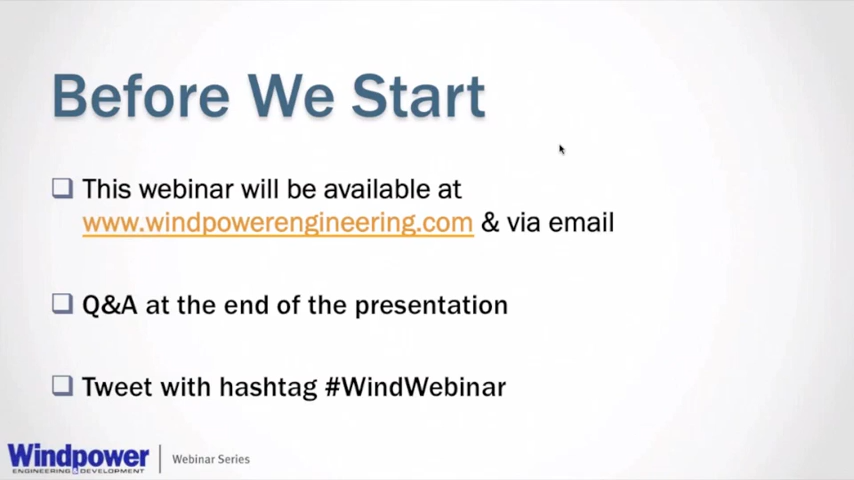 Before We Start
This webinar will be available at
www.windpowerengineering.com & via email
Q&A at the end of the presentation
Tweet with hashtag #WindWebinar
Windpower
ENGINEERING & DEVELOPMENT
Webinar Series